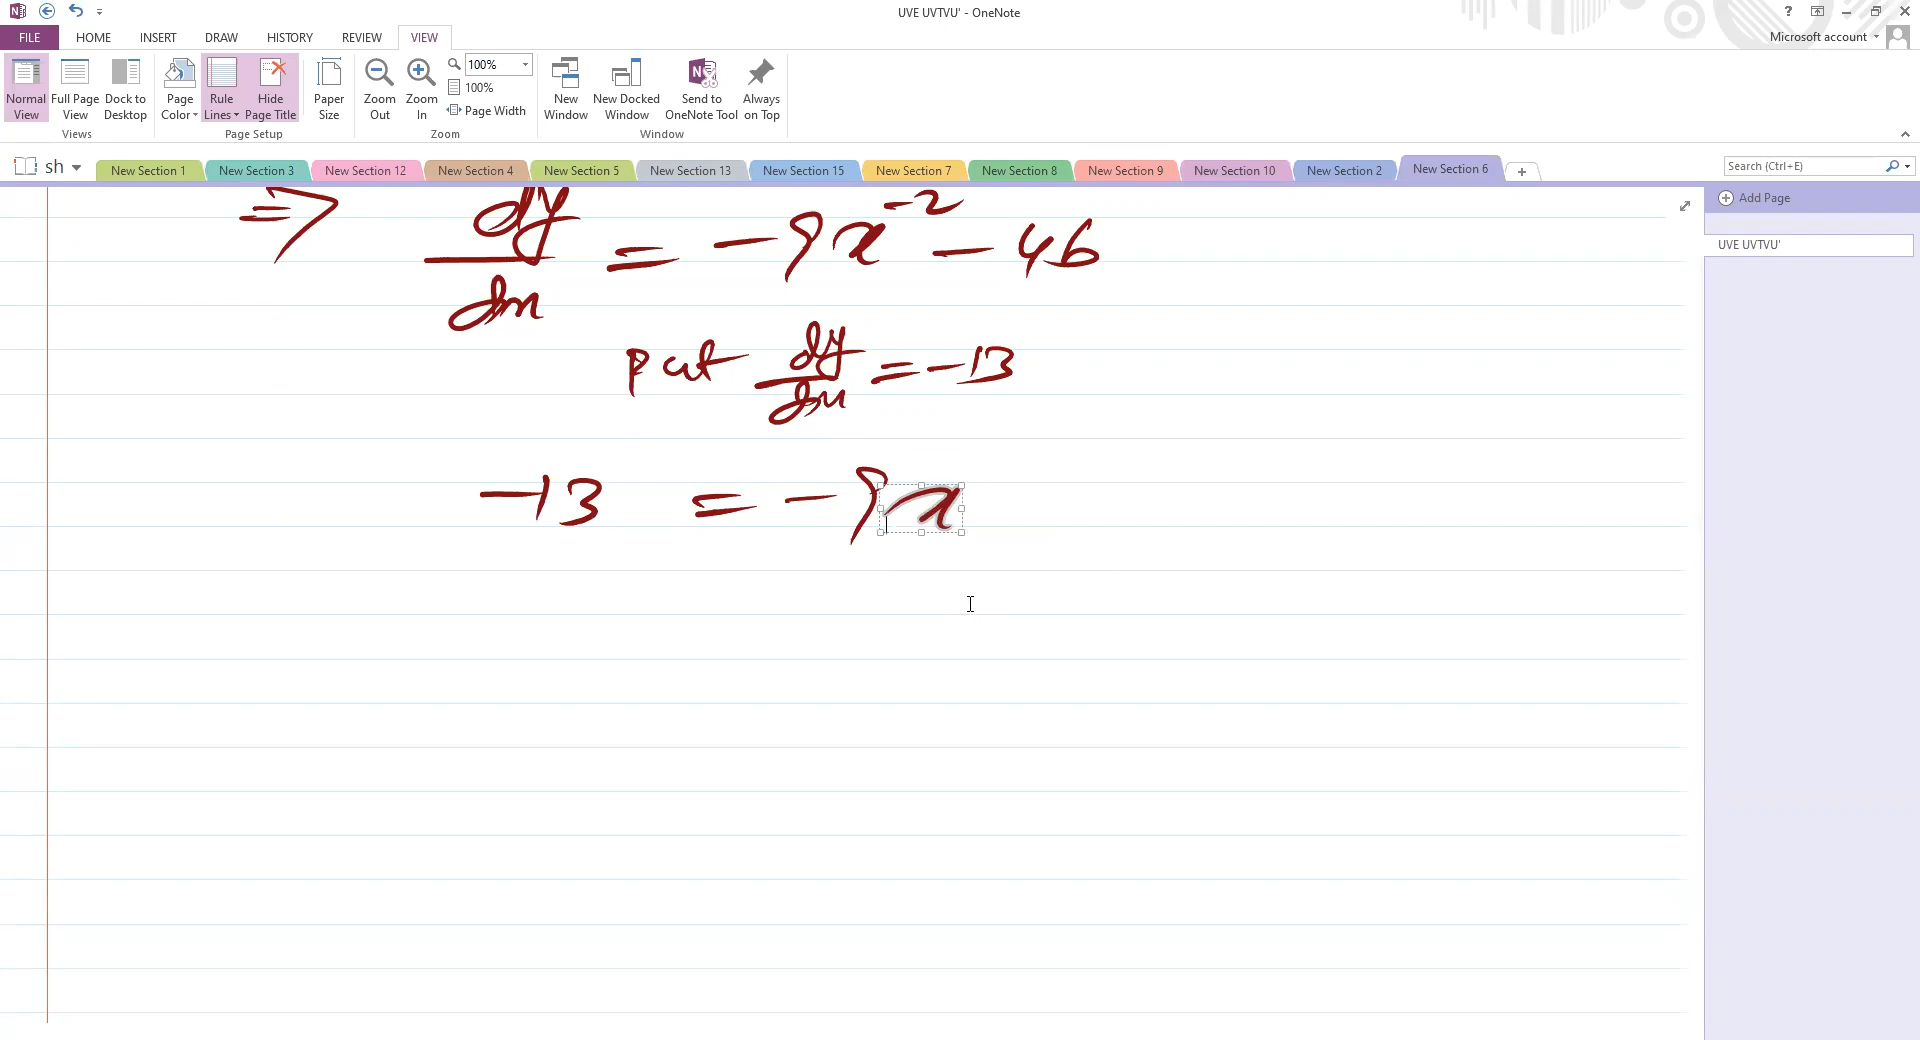 UVE UVTVU' - OneNote
FILE HOME INSERT DRAW HISTORY REVIEW VIEW Microsoft account
100%
100%
Page Width
Normal View Full Page View Dock to Desktop Page Color Rule Lines Hide Page Title Paper Size Zoom Out Zoom In New Window New Docked Window Send to OneNote Tool Always on Top
Views Page Setup Zoom Window
sh New Section 1 New Section 3 New Section 12 New Section 4 New Section 5 New Section 13 New Section 15 New Section 7 New Section 8 New Section 9 New Section 10 New Section 2 New Section 6 Search (Ctrl+E)
Add Page
UVE UVTVU'
=> dy/dx = -9x^-2 - 46
put dy/dx = -13
-13 = -9x